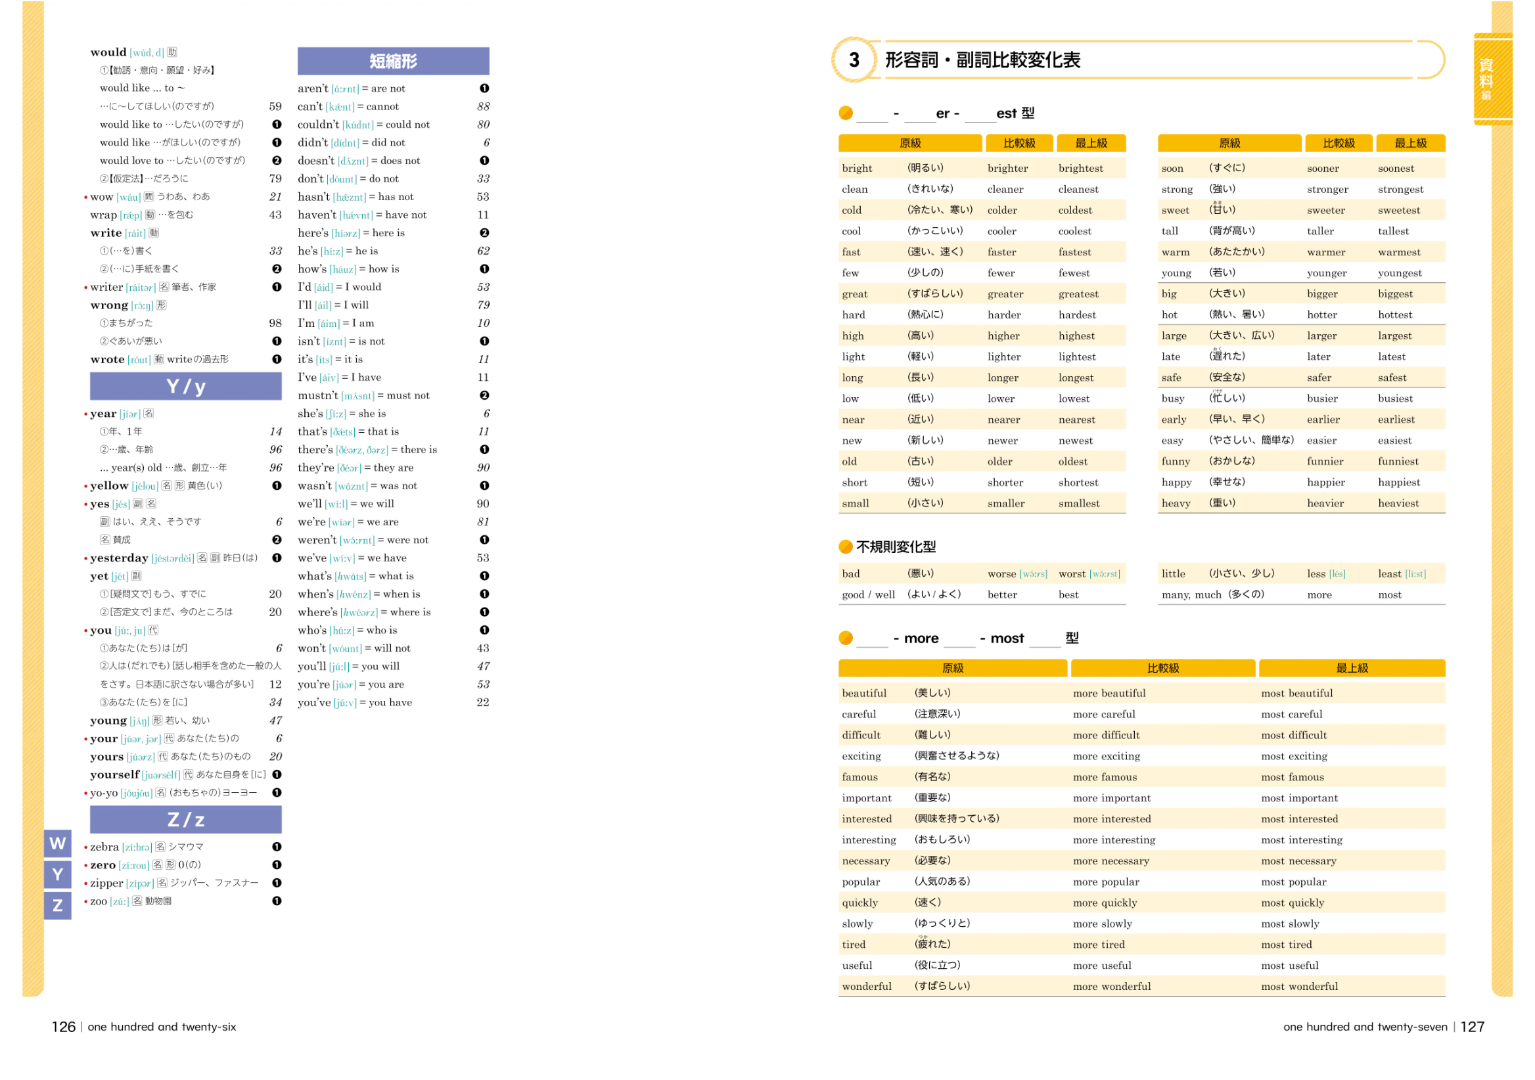 would [wúd, d] 助
①【勧誘・意向・願望・好み】
would like ... to ～
…に～してほしい(のですが) 59
would like to …したい(のですが) ❶
would like …がほしい(のですが) ❶
would love to …したい(のですが) ❷
②【仮定法】…だろうに 79
• wow [wáu] 間 うわあ、わあ 21
wrap [rǽp] 動 …を包む 43
write [ráit] 動
①(…を)書く 33
②(…に)手紙を書く ❷
• writer [ráitər] 名 筆者、作家 ❶
wrong [rɔ́ːŋ] 形
①まちがった 98
②ぐあいが悪い ❶
wrote [róut] 動 writeの過去形 ❶
Y / y
• year [jíər] 名
①年、1年 14
②…歳、年齢 96
... year(s) old …歳、創立…年 96
• yellow [jélou] 名 形 黄色(い) ❶
• yes [jés] 副 名
副 はい、ええ、そうです 6
名 賛成 ❷
• yesterday [jéstərdèi] 名 副 昨日(は) ❶
yet [jét] 副
①[疑問文で]もう、すでに 20
②[否定文で]まだ、今のところは 20
• you [júː, ju] 代
①あなた(たち)は[が] 6
②人は(だれでも)[話し相手を含めた一般の人
をさす。日本語に訳さない場合が多い] 12
③あなた(たち)を[に] 34
young [jʌ́ŋ] 形 若い、幼い 47
• your [júər, jər] 代 あなた(たち)の 6
yours [júərz] 代 あなた(たち)のもの 20
yourself [juərsélf] 代 あなた自身を[に] ❶
• yo-yo [jóujòu] 名 (おもちゃの)ヨーヨー ❶
Z / z
• zebra [zíːbrə] 名 シマウマ ❶
• zero [zíːrou] 名 形 0(の) ❶
• zipper [zípər] 名 ジッパー、ファスナー ❶
• zoo [zúː] 名 動物園 ❶
W
Y
Z
短縮形
aren't [áːrnt] = are not ❶
can't [kǽnt] = cannot 88
couldn't [kúdnt] = could not 80
didn't [dídnt] = did not 6
doesn't [dʌ́znt] = does not ❶
don't [dóunt] = do not 33
hasn't [hǽznt] = has not 53
haven't [hǽvnt] = have not 11
here's [híərz] = here is ❷
he's [híːz] = he is 62
how's [háuz] = how is ❶
I'd [áid] = I would 53
I'll [áil] = I will 79
I'm [áim] = I am 10
isn't [íznt] = is not ❶
it's [íts] = it is 11
I've [áiv] = I have 11
mustn't [mʌ́snt] = must not ❷
she's [ʃíːz] = she is 6
that's [ðǽts] = that is 11
there's [ðéərz, ðərz] = there is ❶
they're [ðéər] = they are 90
wasn't [wʌ́znt] = was not ❶
we'll [wíːl] = we will 90
we're [wíər] = we are 81
weren't [wə́ːrnt] = were not ❶
we've [wíːv] = we have 53
what's [hwʌ́ts] = what is ❶
when's [hwénz] = when is ❶
where's [hwéərz] = where is ❶
who's [húːz] = who is ❶
won't [wóunt] = will not 43
you'll [júːl] = you will 47
you're [júər] = you are 53
you've [júːv] = you have 22
126 | one hundred and twenty-six
資料編
3 形容詞・副詞比較変化表
____ - ____er - ____est 型
原級 比較級 最上級
bright (明るい) brighter brightest
clean (きれいな) cleaner cleanest
cold (冷たい、寒い) colder coldest
cool (かっこいい) cooler coolest
fast (速い、速く) faster fastest
few (少しの) fewer fewest
great (すばらしい) greater greatest
hard (熱心に) harder hardest
high (高い) higher highest
light (軽い) lighter lightest
long (長い) longer longest
low (低い) lower lowest
near (近い) nearer nearest
new (新しい) newer newest
old (古い) older oldest
short (短い) shorter shortest
small (小さい) smaller smallest
原級 比較級 最上級
soon (すぐに) sooner soonest
strong (強い) stronger strongest
sweet (甘い) sweeter sweetest
tall (背が高い) taller tallest
warm (あたたかい) warmer warmest
young (若い) younger youngest
big (大きい) bigger biggest
hot (熱い、暑い) hotter hottest
large (大きい、広い) larger largest
late (遅れた) later latest
safe (安全な) safer safest
busy (忙しい) busier busiest
early (早い、早く) earlier earliest
easy (やさしい、簡単な) easier easiest
funny (おかしな) funnier funniest
happy (幸せな) happier happiest
heavy (重い) heavier heaviest
不規則変化型
bad (悪い) worse [wə́ːrs] worst [wə́ːrst]
good / well (よい / よく) better best
little (小さい、少し) less [lés] least [líːst]
many, much (多くの) more most
____ - more ____ - most ____ 型
原級 比較級 最上級
beautiful (美しい) more beautiful most beautiful
careful (注意深い) more careful most careful
difficult (難しい) more difficult most difficult
exciting (興奮させるような) more exciting most exciting
famous (有名な) more famous most famous
important (重要な) more important most important
interested (興味を持っている) more interested most interested
interesting (おもしろい) more interesting most interesting
necessary (必要な) more necessary most necessary
popular (人気のある) more popular most popular
quickly (速く) more quickly most quickly
slowly (ゆっくりと) more slowly most slowly
tired (疲れた) more tired most tired
useful (役に立つ) more useful most useful
wonderful (すばらしい) more wonderful most wonderful
one hundred and twenty-seven | 127